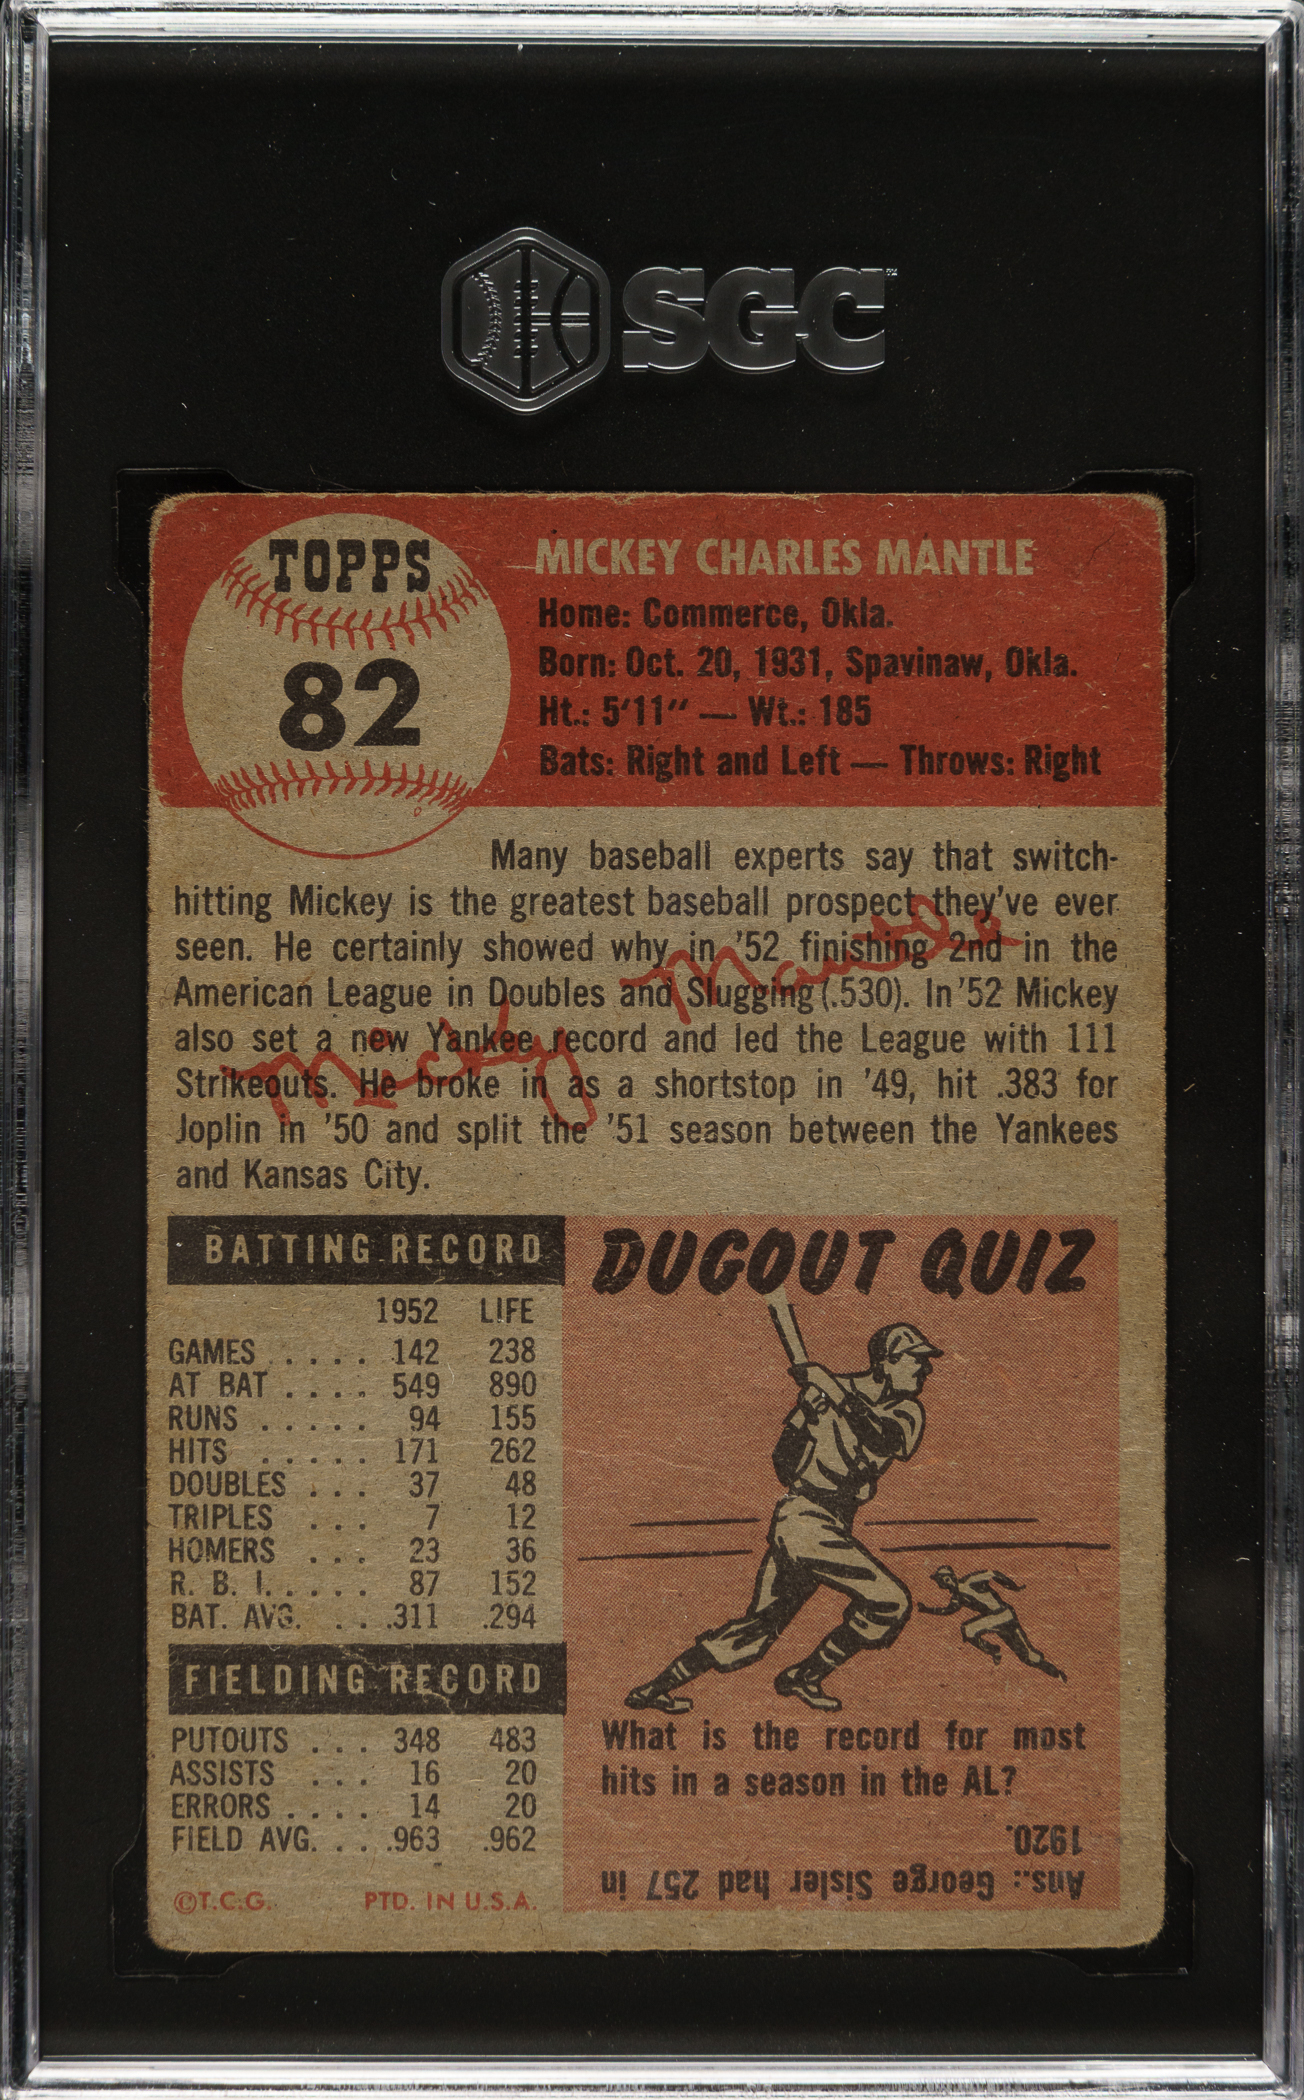 SGC™
TOPPS
82
MICKEY CHARLES MANTLE
Home: Commerce, Okla.
Born: Oct. 20, 1931, Spavinaw, Okla.
Ht.: 5'11" — Wt.: 185
Bats: Right and Left — Throws: Right
Many baseball experts say that switch-
hitting Mickey is the greatest baseball prospect they've ever
seen. He certainly showed why in '52 finishing 2nd in the
American League in Doubles and Slugging (.530). In '52 Mickey
also set a new Yankee record and led the League with 111
Strikeouts. He broke in as a shortstop in '49, hit .383 for
Joplin in '50 and split the '51 season between the Yankees
and Kansas City.
Mickey Mantle
BATTING RECORD
1952 LIFE
GAMES ..... 142 238
AT BAT .... 549 890
RUNS ..... 94 155
HITS ..... 171 262
DOUBLES ... 37 48
TRIPLES ... 7 12
HOMERS ... 23 36
R. B. I. .... 87 152
BAT. AVG. ... .311 .294
FIELDING RECORD
PUTOUTS ... 348 483
ASSISTS ... 16 20
ERRORS .... 14 20
FIELD AVG. ... .963 .962
©T.C.G. PTD. IN U.S.A.
DUGOUT QUIZ
What is the record for most
hits in a season in the AL?
Ans.: George Sisler had 257 in
1920.